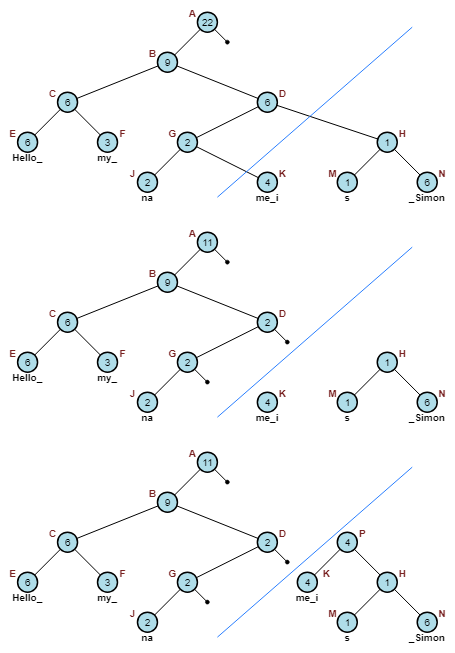 A
22
B
9
C
6
D
6
E
6
F
3
G
2
H
1
Hello_
my_
J
2
K
4
M
1
N
6
na
me_i
s
_Simon
A
11
B
9
C
6
D
2
E
6
F
3
G
2
H
1
Hello_
my_
J
2
K
4
M
1
N
6
na
me_i
s
_Simon
A
11
B
9
C
6
D
2
P
4
E
6
F
3
G
2
K
4
H
1
Hello_
my_
me_i
J
2
M
1
N
6
na
s
_Simon